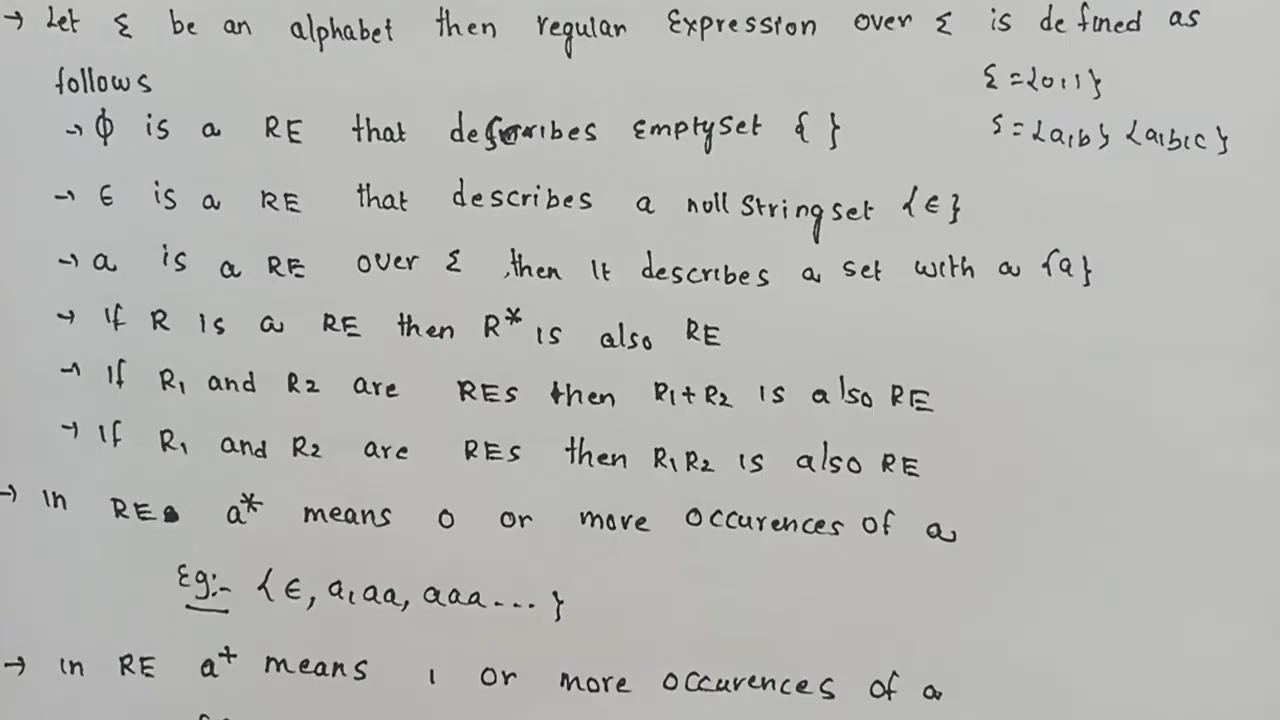 → Let Σ be an alphabet then regular Expression over Σ is defined as
follows
Σ = {0,1}
→ ϕ is a RE that describes Emptyset { }
Σ = {a,b} {a,b,c}
→ ϵ is a RE that describes a null string set {ϵ}
→ a is a RE over Σ, then it describes a set with a {a}
→ If R is a RE then R* is also RE
→ If R₁ and R₂ are REs then R₁+R₂ is also RE
→ If R₁ and R₂ are REs then R₁R₂ is also RE
→ In RE a* means 0 or more occurences of a
Eg:- {ϵ, a, aa, aaa...}
→ In RE a⁺ means 1 or more occurences of a